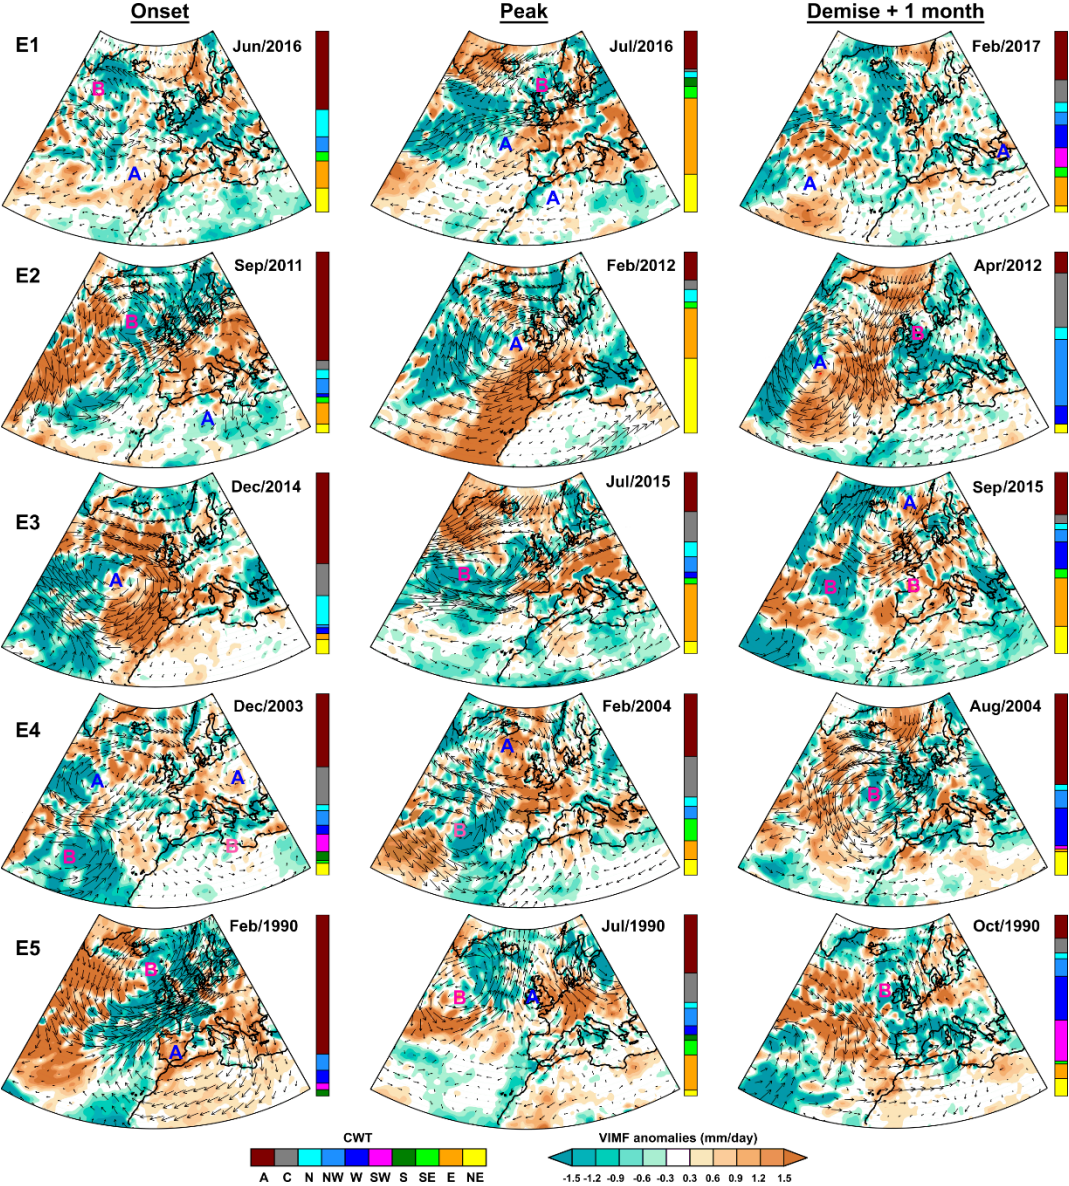 Onset Peak Demise + 1 month
E1 Jun/2016 Jul/2016 Feb/2017
B B
A A A
A A
E2 Sep/2011 Feb/2012 Apr/2012
B A B
A
A
E3 Dec/2014 Jul/2015 Sep/2015
A
A B B B
E4 Dec/2003 Feb/2004 Aug/2004
A
A A B
B B B
E5 Feb/1990 Jul/1990 Oct/1990
B B A B
A
CWT VIMF anomalies (mm/day)
A C N NW W SW S SE E NE -1.5 -1.2 -0.9 -0.6 -0.3 0.3 0.6 0.9 1.2 1.5